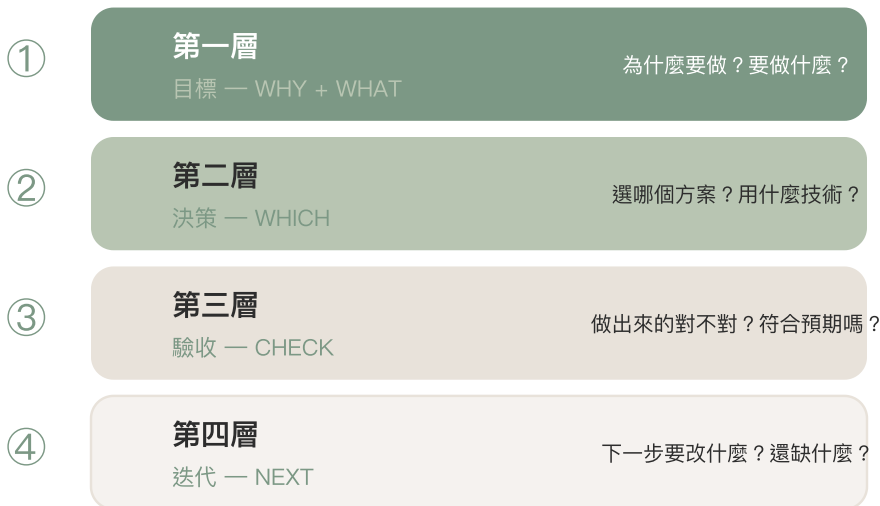 ①
第一層
目標 — WHY + WHAT
為什麼要做？要做什麼？
②
第二層
決策 — WHICH
選哪個方案？用什麼技術？
③
第三層
驗收 — CHECK
做出來的對不對？符合預期嗎？
④
第四層
迭代 — NEXT
下一步要改什麼？還缺什麼？